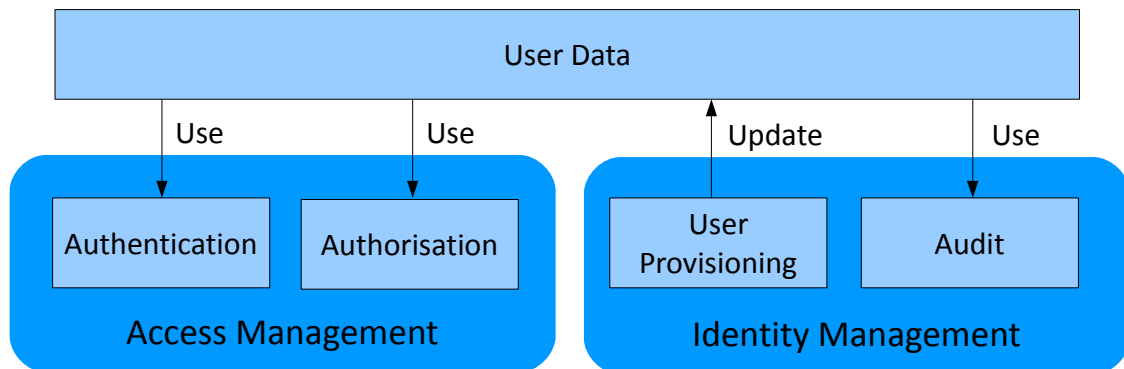 User Data
Use
Use
Update
Use
Authentication
Authorisation
User
Provisioning
Audit
Access Management
Identity Management